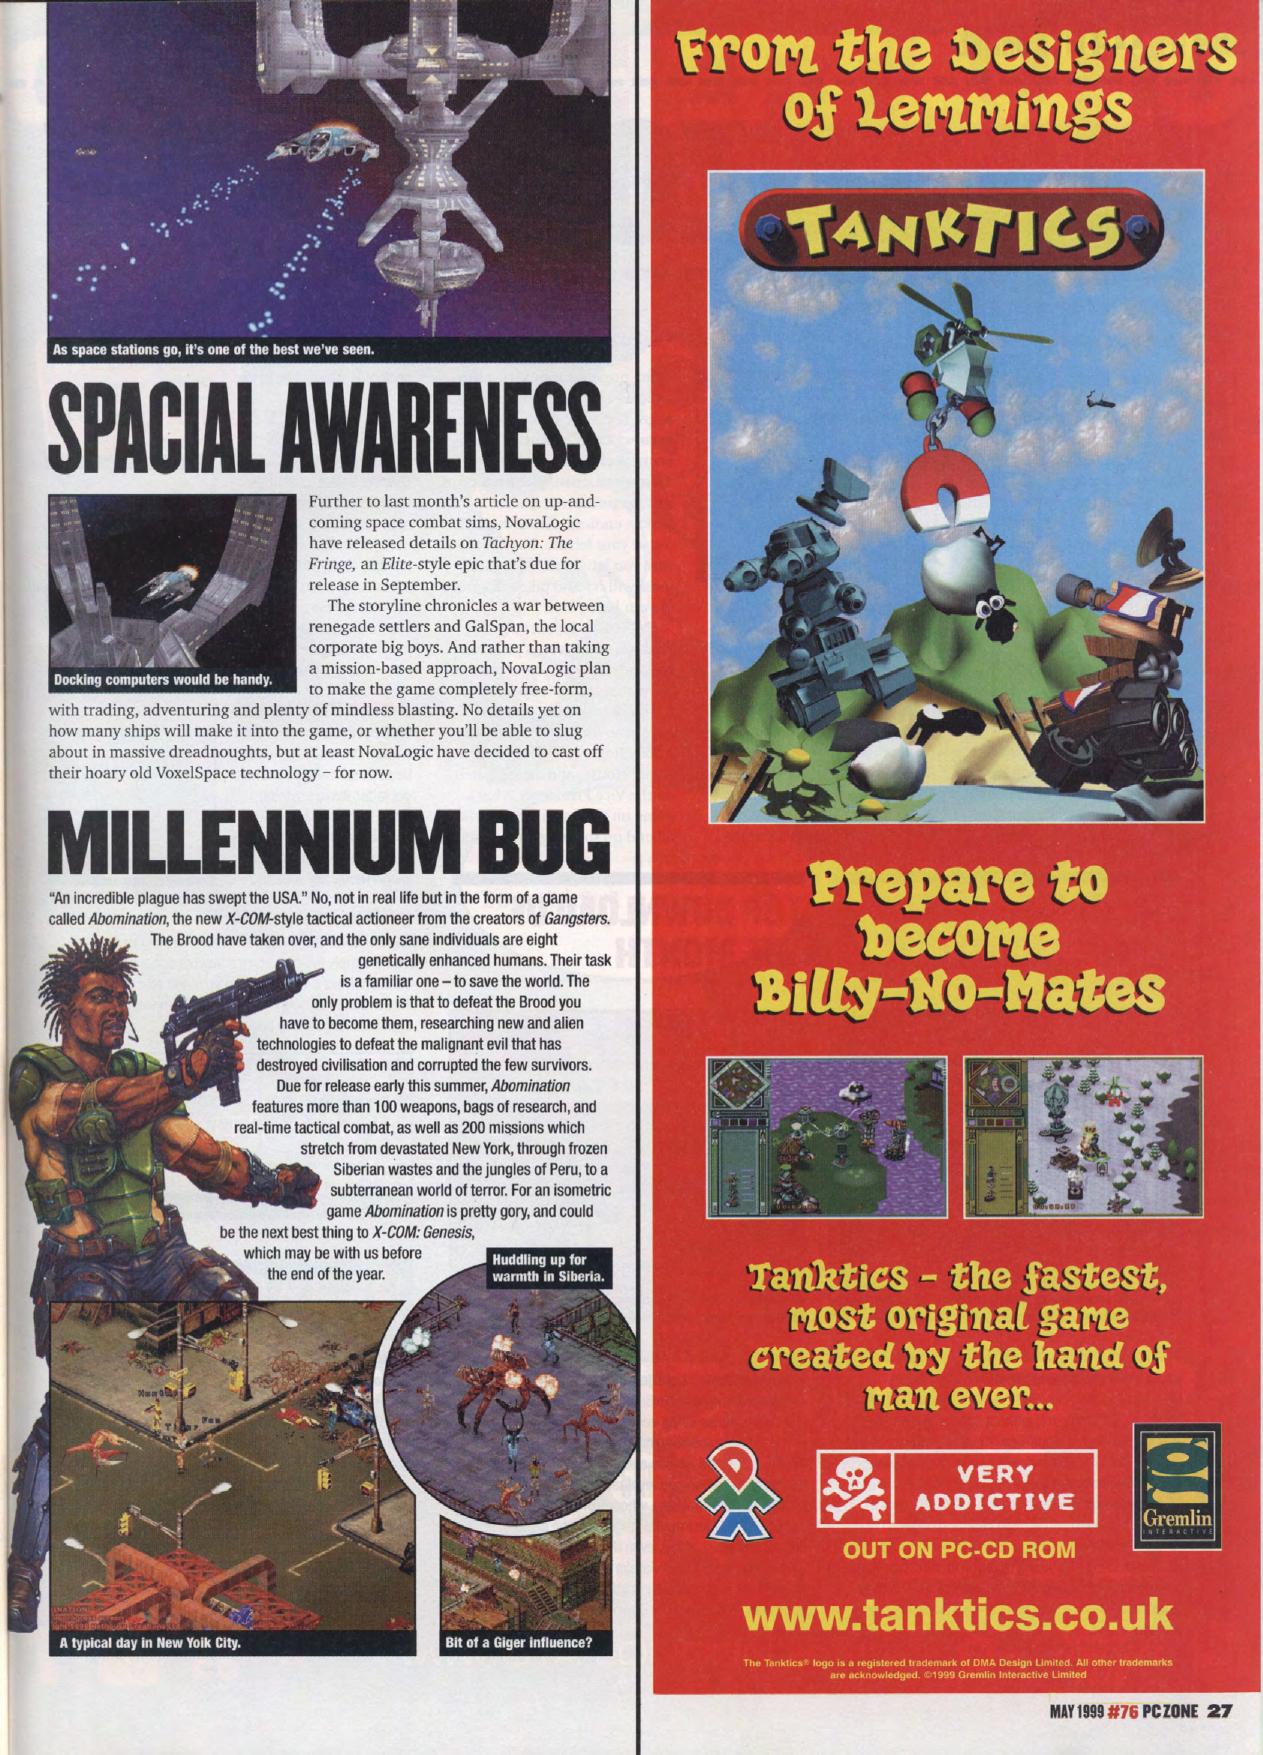 As space stations go, it's one of the best we've seen.
SPACIAL AWARENESS
Docking computers would be handy.
Further to last month's article on up-and-
coming space combat sims, NovaLogic
have released details on Tachyon: The
Fringe, an Elite-style epic that's due for
release in September.
The storyline chronicles a war between
renegade settlers and GalSpan, the local
corporate big boys. And rather than taking
a mission-based approach, NovaLogic plan
to make the game completely free-form,
with trading, adventuring and plenty of mindless blasting. No details yet on
how many ships will make it into the game, or whether you'll be able to slug
about in massive dreadnoughts, but at least NovaLogic have decided to cast off
their hoary old VoxelSpace technology – for now.
MILLENNIUM BUG
"An incredible plague has swept the USA." No, not in real life but in the form of a game
called Abomination, the new X-COM-style tactical actioneer from the creators of Gangsters.
The Brood have taken over, and the only sane individuals are eight
genetically enhanced humans. Their task
is a familiar one – to save the world. The
only problem is that to defeat the Brood you
have to become them, researching new and alien
technologies to defeat the malignant evil that has
destroyed civilisation and corrupted the few survivors.
Due for release early this summer, Abomination
features more than 100 weapons, bags of research, and
real-time tactical combat, as well as 200 missions which
stretch from devastated New York, through frozen
Siberian wastes and the jungles of Peru, to a
subterranean world of terror. For an isometric
game Abomination is pretty gory, and could
be the next best thing to X-COM: Genesis,
which may be with us before
the end of the year.
Huddling up for
warmth in Siberia.
A typical day in New Yoik City.
Bit of a Giger influence?
From the Designers
of Lemmings
TANKTICS
Prepare to
become
Billy-No-Mates
Tanktics - the fastest,
most original game
created by the hand of
man ever...
VERY
ADDICTIVE
Gremlin
INTERACTIVE
OUT ON PC-CD ROM
www.tanktics.co.uk
The Tanktics® logo is a registered trademark of DMA Design Limited. All other trademarks
are acknowledged. ©1999 Gremlin Interactive Limited
MAY 1999 #76 PC ZONE 27